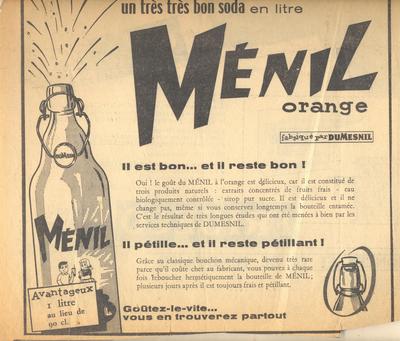 un très très bon soda en litre
MÉNIL
orange
fabriqué par DUMESNIL
Il est bon... et il reste bon !
Oui ! le goût du MÉNIL à l'orange est délicieux, car il est constitué de
trois produits naturels : extraits concentrés de fruits frais - eau
biologiquement contrôlée - sirop pur sucre. Il est délicieux et il ne
change pas, même si vous conservez longtemps la bouteille entamée.
C'est le résultat de très longues études qui ont été menées à bien par les
services techniques de DUMESNIL.
Il pétille... et il reste pétillant !
Grâce au classique bouchon mécanique, devenu très rare
parce qu'il coûte cher au fabricant, vous pouvez à chaque
fois reboucher hermétiquement la bouteille de MÉNIL ;
plusieurs jours après il est toujours frais et pétillant.
Goûtez-le vite...
vous en trouverez partout
DUMESNIL
MÉNIL
Avantageux
1 litre
au lieu de
90 cl.